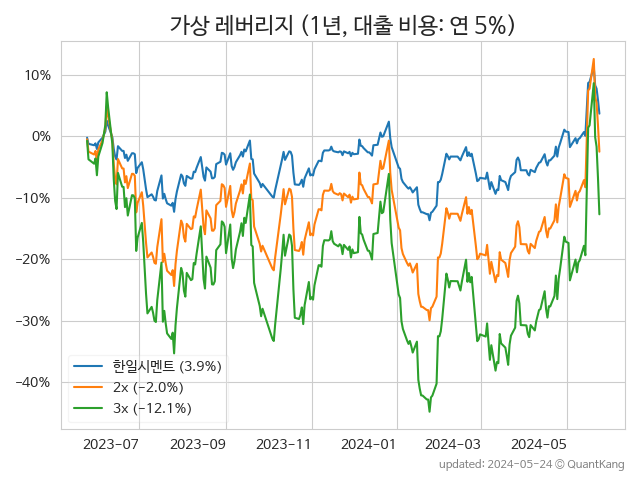 가상 레버리지 (1년, 대출 비용: 연 5%)
10%
0%
−10%
−20%
−30%
−40%
한일시멘트 (3.9%)
2x (−2.0%)
3x (−12.1%)
2023-07
2023-09
2023-11
2024-01
2024-03
2024-05
updated: 2024-05-24 © QuantKang